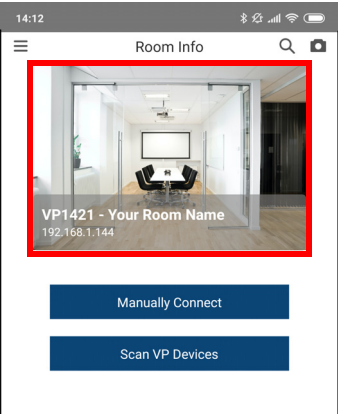 14:12
Room Info
VP1421 - Your Room Name
192.168.1.144
Manually Connect
Scan VP Devices